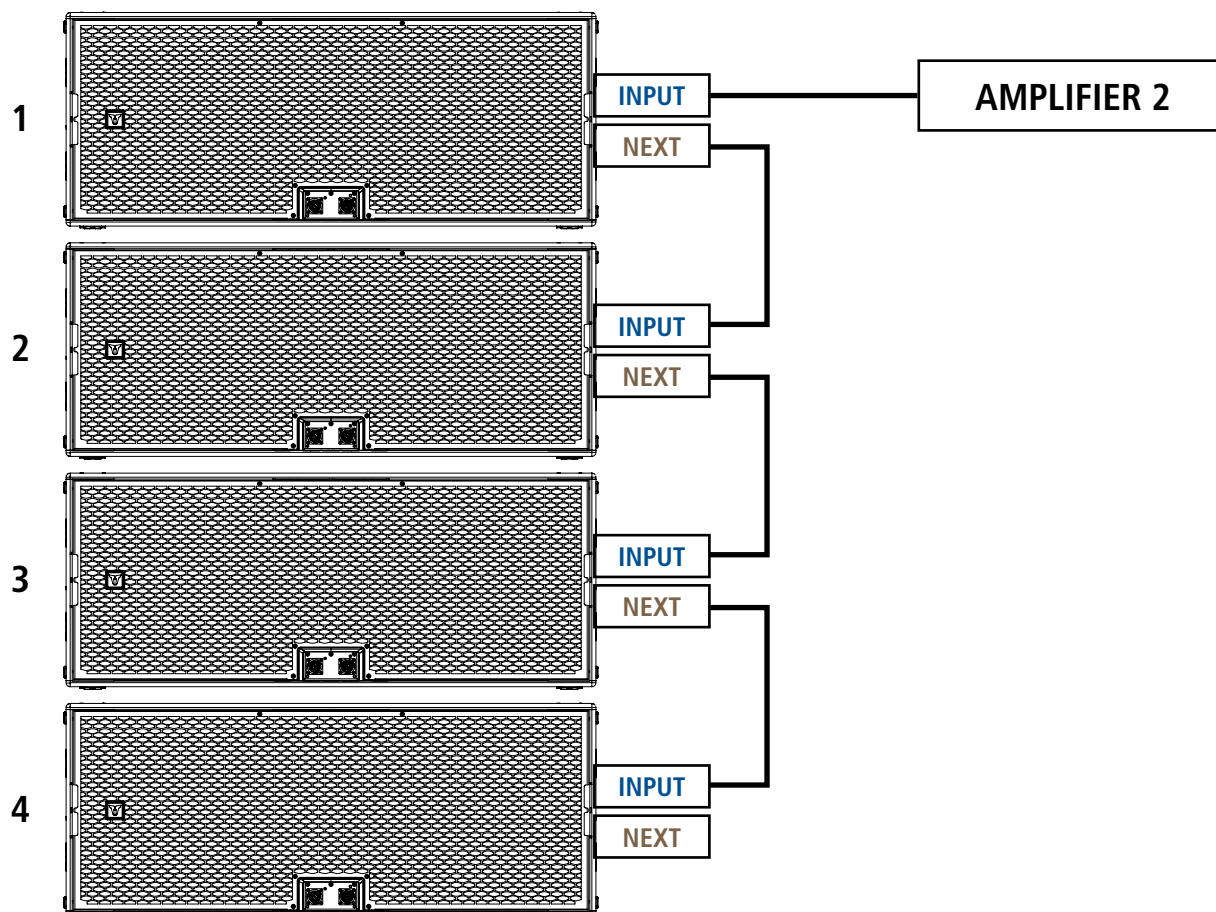 1
INPUT
AMPLIFIER 2
NEXT
2
INPUT
NEXT
3
INPUT
NEXT
4
INPUT
NEXT